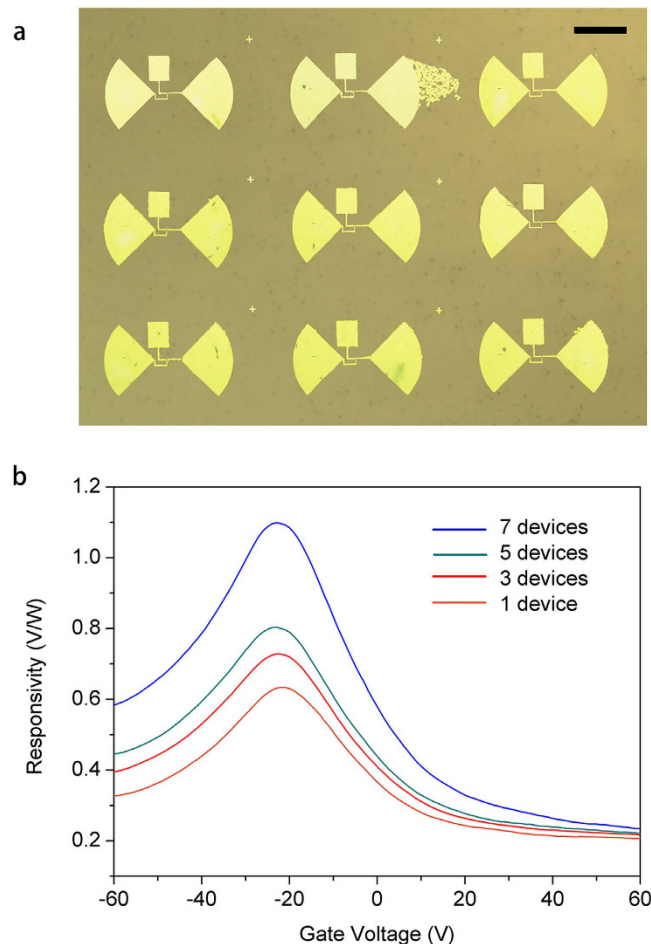 a
b
1.2
1.0
0.8
0.6
0.4
0.2
Responsivity (V/W)
7 devices
5 devices
3 devices
1 device
-60 -40 -20 0 20 40 60
Gate Voltage (V)